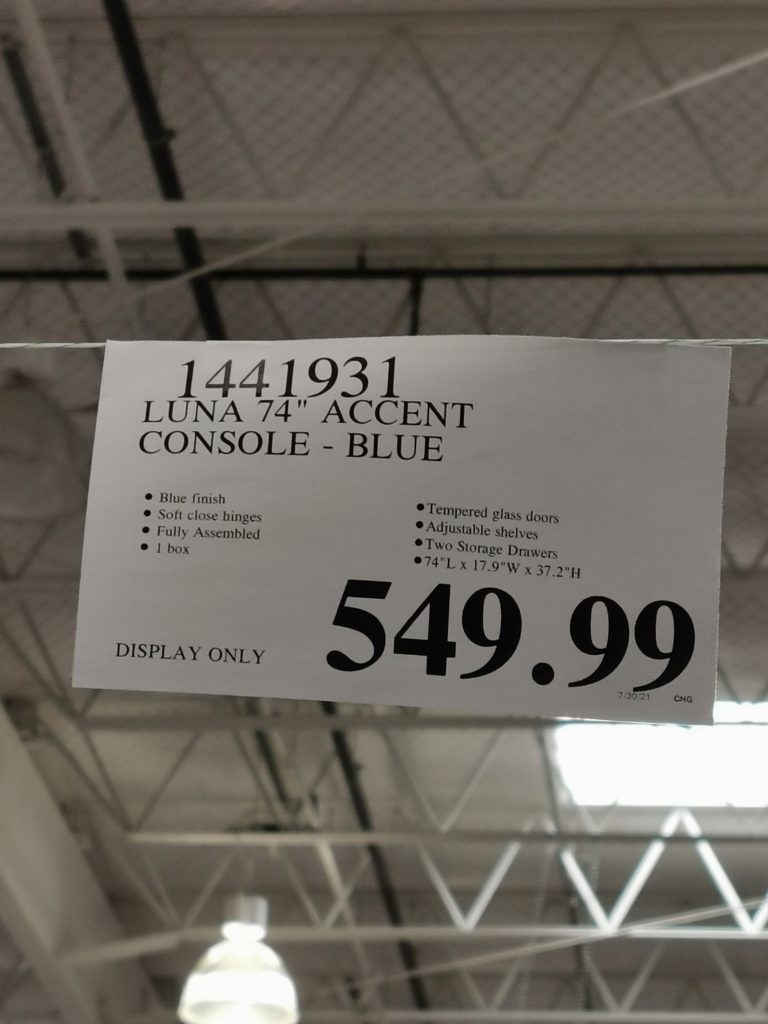 1441931
LUNA 74" ACCENT
CONSOLE - BLUE
• Blue finish
• Soft close hinges
• Fully Assembled
• 1 box
• Tempered glass doors
• Adjustable shelves
• Two Storage Drawers
• 74"L x 17.9"W x 37.2"H
549.99
DISPLAY ONLY
7/30/21 CHG